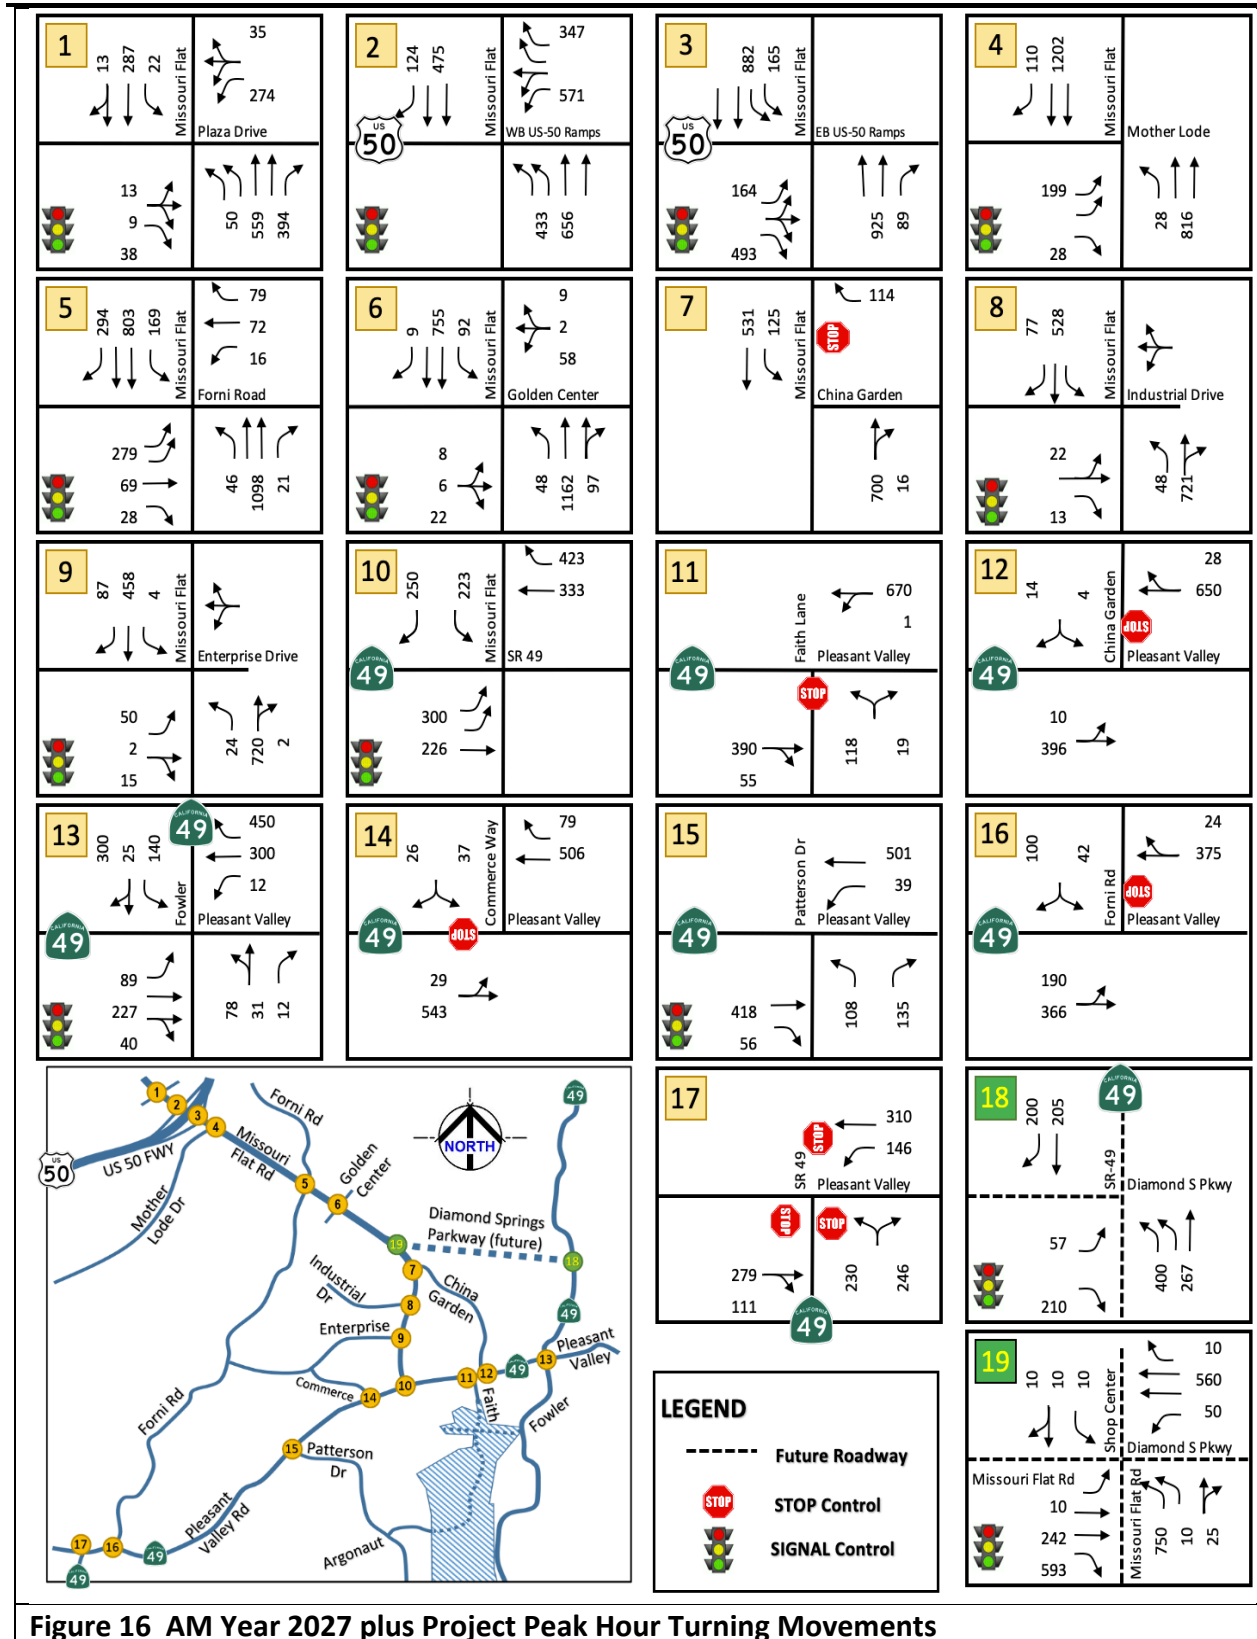 1
13 287 22
Missouri Flat
35
274
Plaza Drive
13
9
38
50 559 394
2
124 475
Missouri Flat
347
571
US 50
WB US-50 Ramps
433 656
3
882 165
Missouri Flat
US 50
EB US-50 Ramps
164
493
925 89
4
110 1202
Missouri Flat
Mother Lode
199
28
28 816
5
294 803 169
Missouri Flat
79
72
16
Forni Road
279
69
28
46 1098 21
6
9 755 92
Missouri Flat
9
2
58
Golden Center
8
6
22
48 1162 97
7
531 125
Missouri Flat
114
STOP
China Garden
700 16
8
77 528
Missouri Flat
Industrial Drive
22
13
48 721
9
87 458 4
Missouri Flat
Enterprise Drive
50
2
15
24 720 2
10
250 223
Missouri Flat
423
333
CALIFORNIA 49
SR 49
300
226
11
Faith Lane
670
1
CALIFORNIA 49
Pleasant Valley
STOP
390
55
118 19
12
14 4
China Garden
28
650
STOP
CALIFORNIA 49
Pleasant Valley
10
396
13
300 25 140
Fowler
CALIFORNIA 49
450
300
12
CALIFORNIA 49
Pleasant Valley
89
227
40
78 31 12
14
26 37
Commerce Way
79
506
CALIFORNIA 49
STOP
Pleasant Valley
29
543
15
Patterson Dr
501
39
CALIFORNIA 49
Pleasant Valley
418
56
108 135
16
100 42
Forni Rd
24
375
STOP
CALIFORNIA 49
Pleasant Valley
190
366
1
2
3
4
US 50
US 50 FWY
Mother
Lode Dr
Missouri
Flat Rd
Forni Rd
5
6
Golden
Center
NORTH
49
Diamond Springs
Parkway (future)
19
18
7
China
Garden
Industrial
Dr
8
49
Enterprise
9
Pleasant
Valley
13
49
12
11
10
Commerce
14
Faith
Fowler
Forni Rd
15
Patterson
Dr
Pleasant
Valley Rd
Argonaut
17
16
49
49
17
SR 49
STOP
310
146
Pleasant Valley
STOP
STOP
279
111
230 246
CALIFORNIA 49
18
200 205
CALIFORNIA 49
SR-49
Diamond S Pkwy
57
210
400 267
19
10 10 10
Shop Center
10
560
50
Diamond S Pkwy
Missouri Flat Rd
10
242
593
Missouri Flat Rd
750 10 25
LEGEND
Future Roadway
STOP
STOP Control
SIGNAL Control
Figure 16 AM Year 2027 plus Project Peak Hour Turning Movements